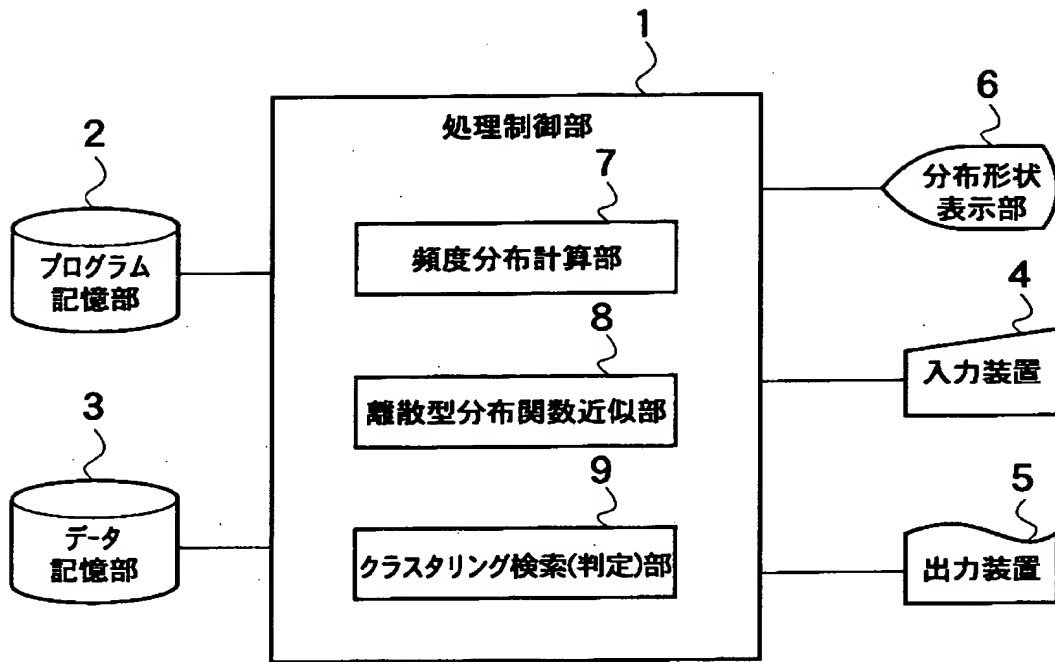 1
処理制御部
2
プログラム
記憶部
3
データ
記憶部
7
頻度分布計算部
8
離散型分布関数近似部
9
クラスタリング検索(判定)部
6
分布形状
表示部
4
入力装置
5
出力装置